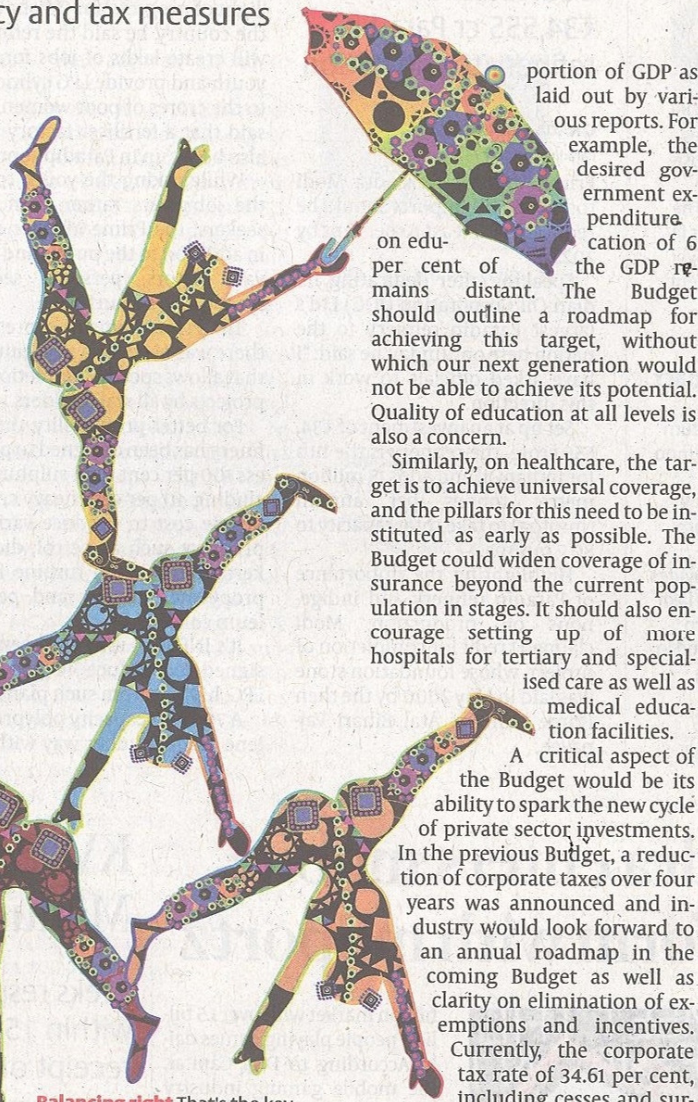 cy and tax measures
portion of GDP as
laid out by vari-
ous reports. For
example, the
desired gov-
ernment ex-
penditure
on edu- cation of 6
per cent of the GDP re-
mains distant. The Budget
should outline a roadmap for
achieving this target, without
which our next generation would
not be able to achieve its potential.
Quality of education at all levels is
also a concern.
Similarly, on healthcare, the tar-
get is to achieve universal coverage,
and the pillars for this need to be in-
stituted as early as possible. The
Budget could widen coverage of in-
surance beyond the current pop-
ulation in stages. It should also en-
courage setting up of more
hospitals for tertiary and special-
ised care as well as
medical educa-
tion facilities.
A critical aspect of
the Budget would be its
ability to spark the new cycle
of private sector investments.
In the previous Budget, a reduc-
tion of corporate taxes over four
years was announced and in-
dustry would look forward to
an annual roadmap in the
coming Budget as well as
clarity on elimination of ex-
emptions and incentives.
Currently, the corporate
tax rate of 34.61 per cent,
including cesses and sur-
Balancing right That's the key